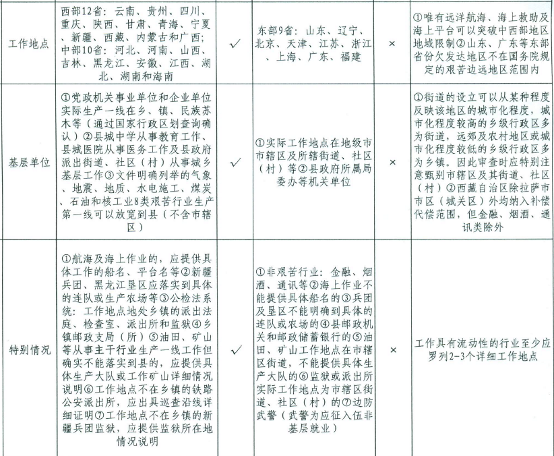 工作地点
西部12省：云南、贵州、四川、
重庆、陕西、甘肃、青海、宁夏
、新疆、西藏、内蒙古和广西；
中部10省：河北、河南、山西、
吉林、黑龙江、安徽、江西、湖
北、湖南和海南
√
东部9省：山东、辽宁、
北京、天津、江苏、浙江
、上海、广东、福建
×
①唯有远洋航海、海上救助及
海上平台可以突破中西部地区
地域限制②山东、广东等东部
省份欠发达地区不在国务院规
定的艰苦边远地区范围内
基层单位
①党政机关事业单位和企业单位
实际生产一线在乡、镇、民族苏
木等（通过国家行政区划查询确
认）②县城中学从事教育工作、
县城医院从事医务工作及县政府
派出街道、社区（村）从事城乡
基层工作③文件明确列举的气象
、地震、地质、水电施工、煤炭
、石油和核工业8类艰苦行业生产
第一线可以放宽到县（不含市辖
区）
√
①实际工作地点在地级市
市辖区及所辖街道、社区
（村）等②县政府所属局
委办等机关单位
×
①街道的设立可以从某种程度
反映该地区的城市化程度，城
市化程度较高的乡级行政区多
为街道，远郊及农村地区或城
市化程度较低的乡级行政区多
为乡镇。因此审查时应特别注
意甄别市辖区及其街道、社区
（村）②西藏自治区除拉萨市
市区（城关区）外均纳入补偿
代偿范围，但金融、烟酒、通
讯类除外
特别情况
①航海及海上作业的，应提供具
体工作的船名、平台名等②新疆
兵团、黑龙江垦区应落实到具体
的连队或生产农场等③公检法系
统：工作地点地处乡镇的派出法
庭、检查室、派出所和监狱④乡
镇邮政支局（所）⑤油田、矿山
等从事主干行业生产一线工作但
确实不能落实到县的，应提供具
体生产大队或工作矿山详细情况
说明⑥工作地点不在乡镇的铁路
公安派出所，应出具巡查沿线详
细证明⑦工作地点不在乡镇的新
疆兵团监狱，应提供监狱所在地
情况说明
√
①非艰苦行业：金融、烟
酒、通讯等②海上作业不
能提供具体船名的③兵团
及垦区不能明确到具体的
连队或农场的④县邮政机
关和邮政储蓄银行的⑤油
田、矿山工作地点在市辖
区街道，不能提供具体生
产大队的⑥监狱或派出所
实际工作地点为市辖区街
道、社区（村）的⑦边防
武警（武警为应征入伍非
基层就业）
×
工作具有流动性的行业至少应
罗列2-3个详细工作地点